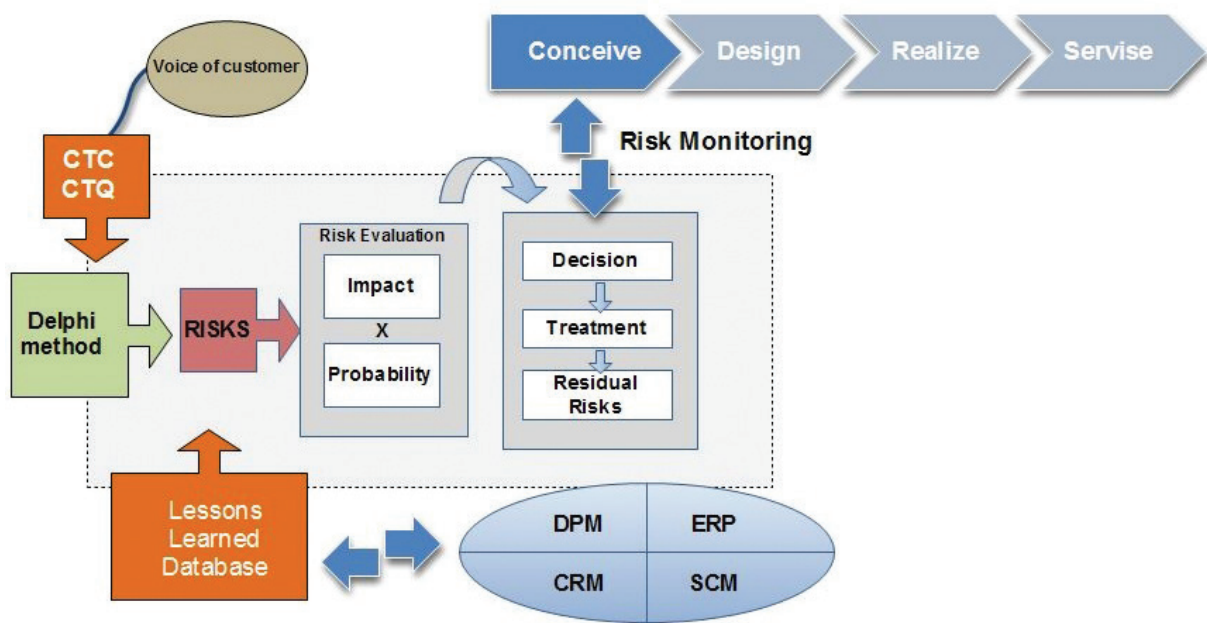 Voice of customer
Conceive
Design
Realize
Servise
CTC
CTQ
Risk Monitoring
Risk Evaluation
Impact
X
Probability
Decision
Treatment
Residual
Risks
Delphi
method
RISKS
Lessons
Learned
Database
DPM
ERP
CRM
SCM